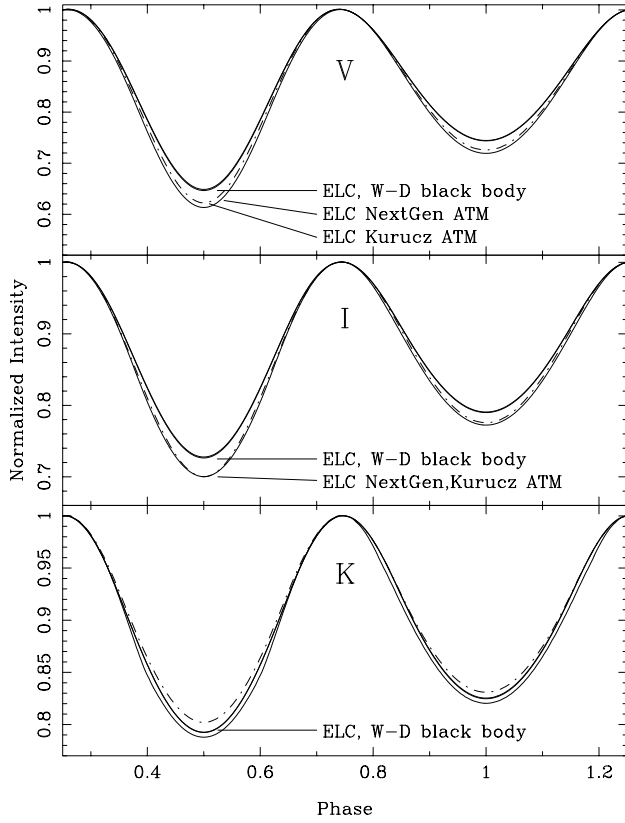 1
0.9
0.8
0.7
0.6
V
ELC, W-D black body
ELC NextGen ATM
ELC Kurucz ATM
1
0.9
0.8
0.7
I
ELC, W-D black body
ELC NextGen,Kurucz ATM
Normalized Intensity
1
0.95
0.9
0.85
0.8
K
ELC, W-D black body
0.4 0.6 0.8 1 1.2
Phase